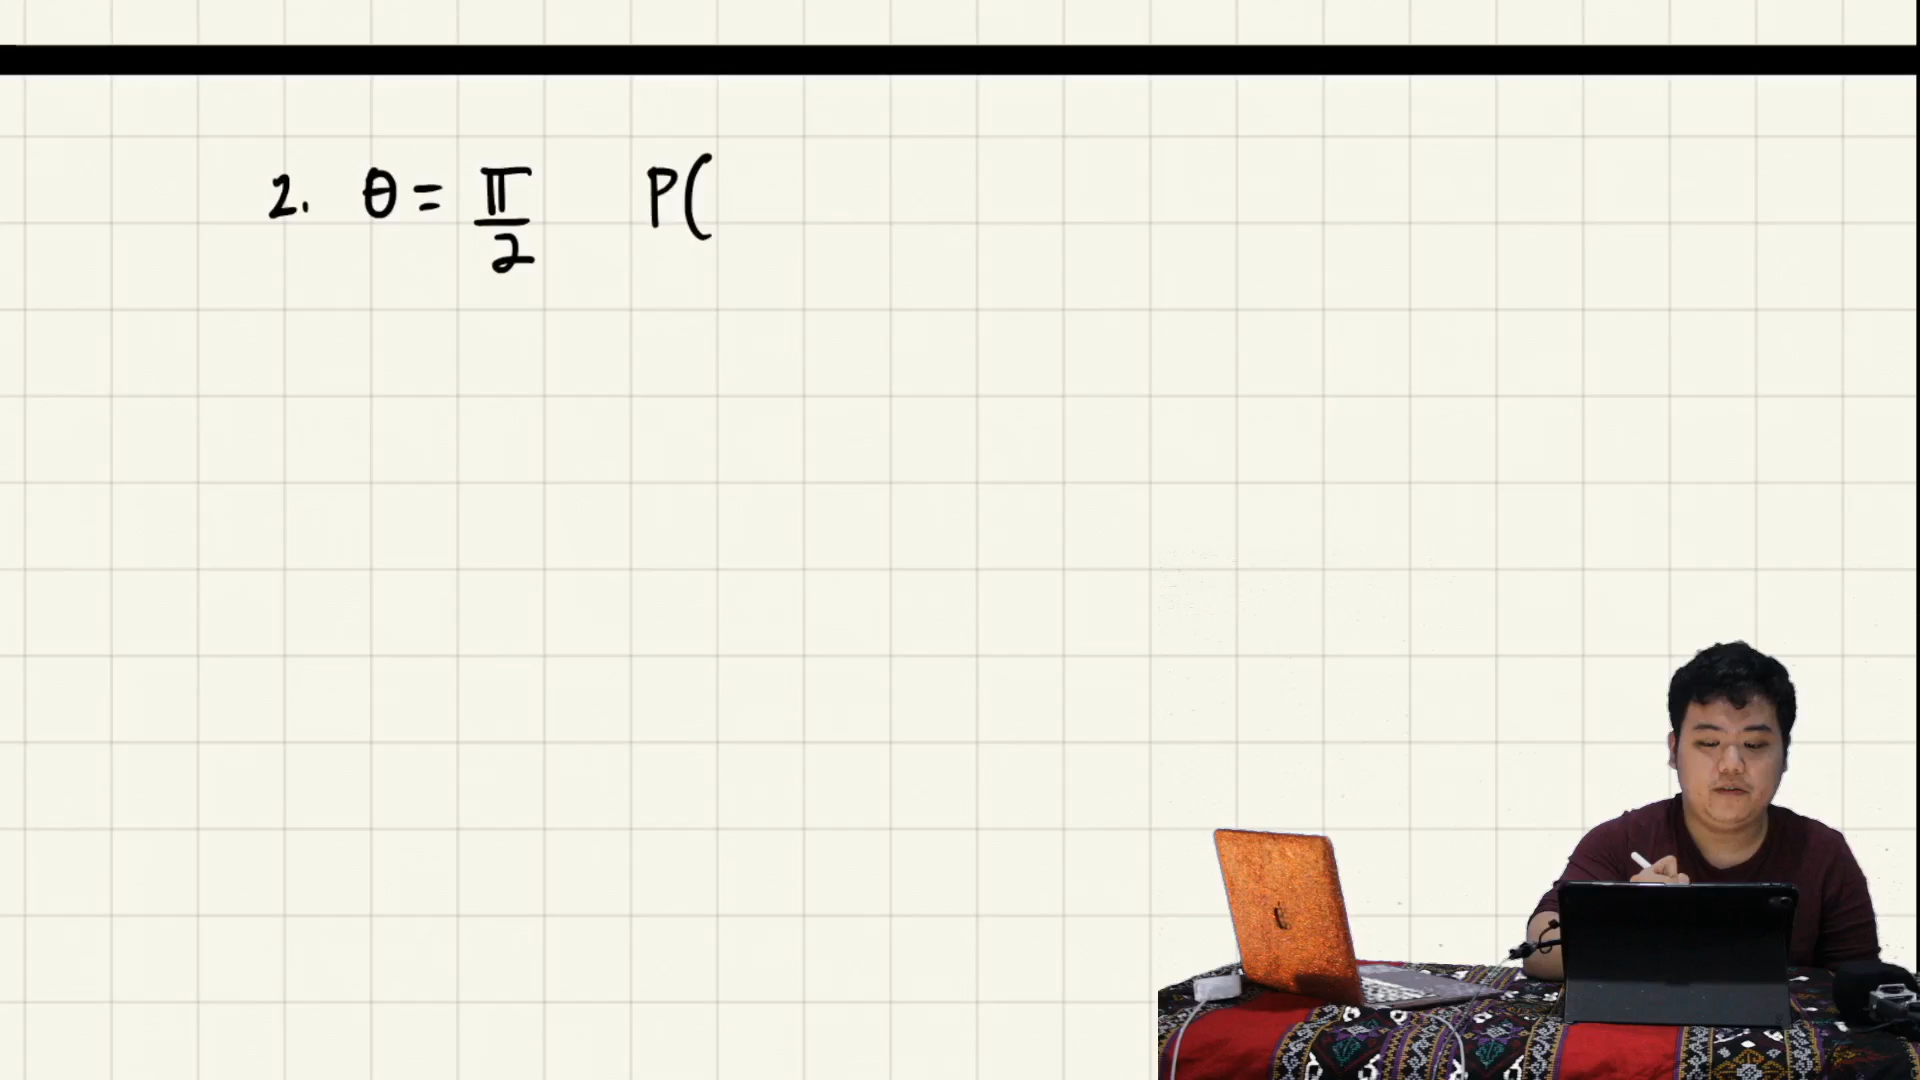 2. θ = π/2 P(